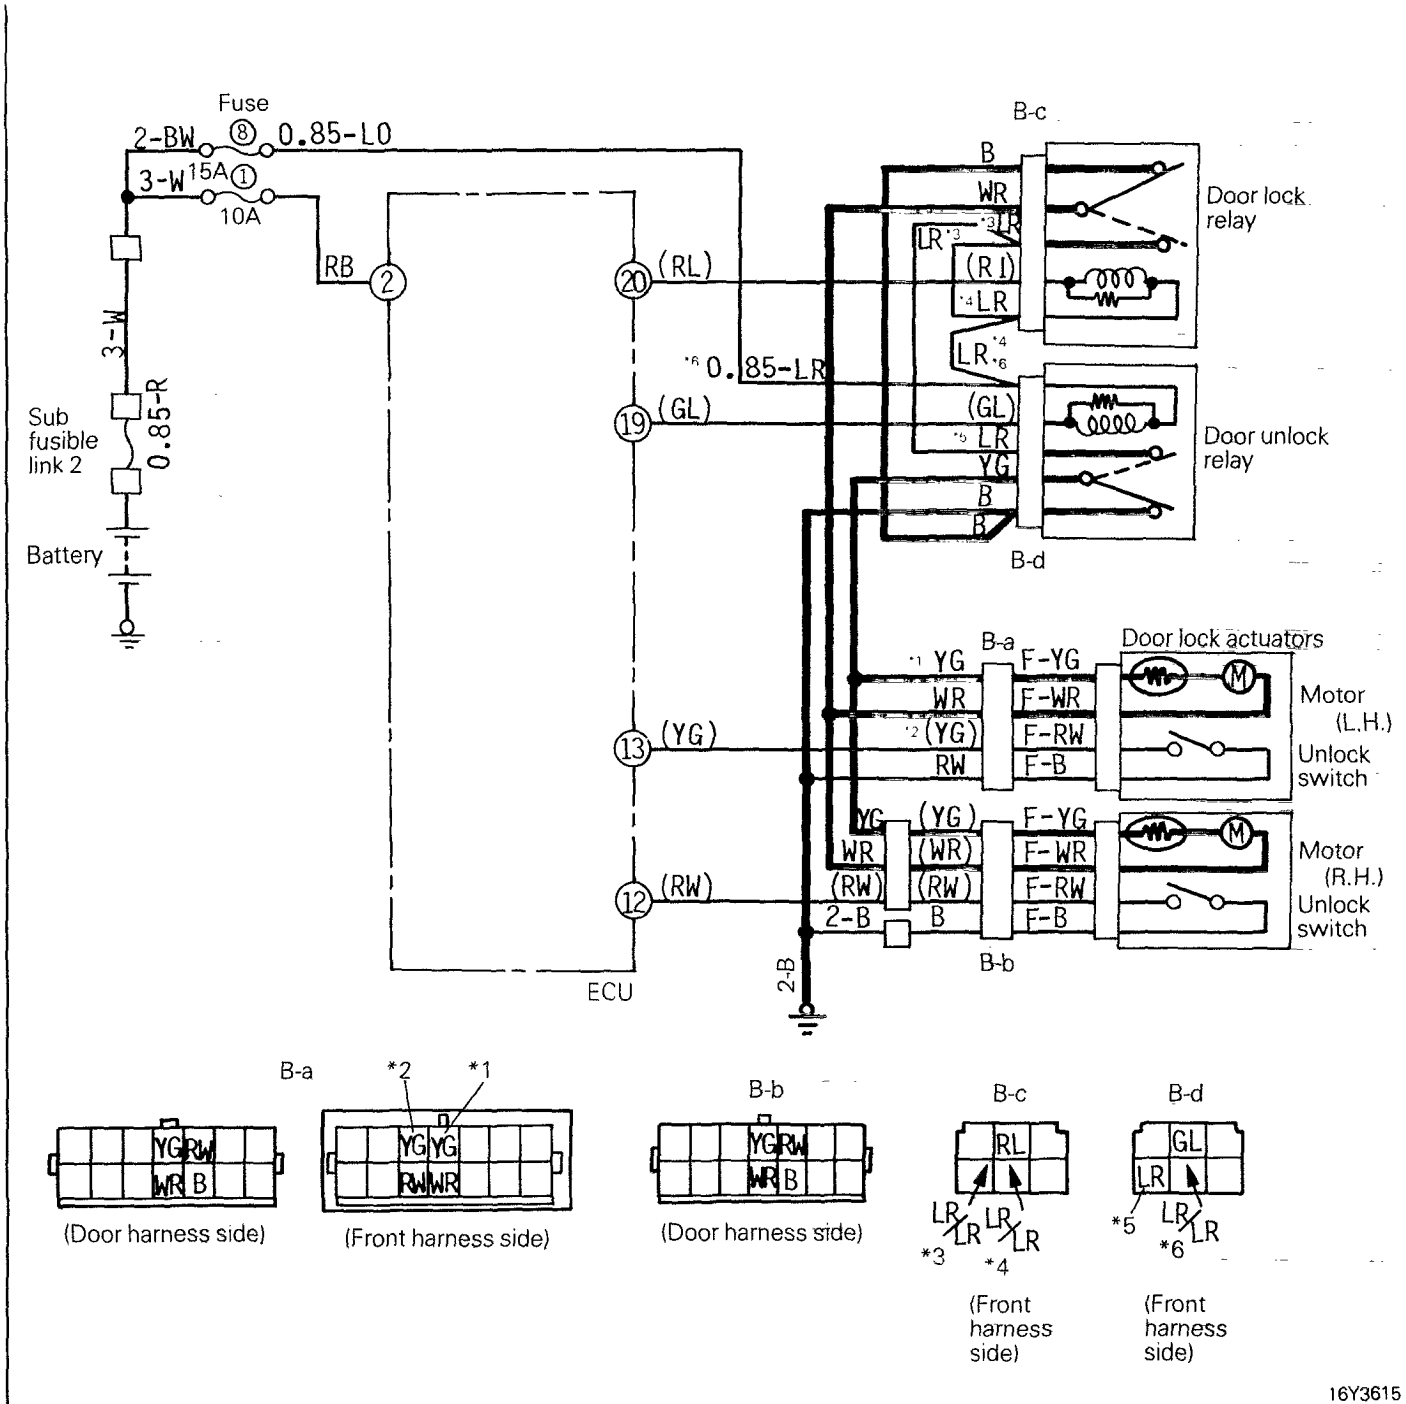 Fuse
2-BW
8
0.85-LO
15A
3-W
1
10A
RB
2
20
(RL)
3-W
0.85-R
Sub
fusible
link 2
Battery
*6 0.85-LR
19
(GL)
13
(YG)
12
(RW)
ECU
2-B
B-c
B
WR
LR*3
*3LR
(RI)
*4LR
LR*4
*6
Door lock
relay
(GL)
*5 LR
YG
B
B
Door unlock
relay
B-d
B-a
Door lock actuators
*1 YG
F-YG
M
WR
F-WR
Motor
(L.H.)
*2(YG)
F-RW
RW
F-B
Unlock
switch
YG
(YG)
F-YG
M
WR
(WR)
F-WR
Motor
(R.H.)
(RW)
(RW)
F-RW
2-B
B
F-B
Unlock
switch
B-b
B-a
*2
*1
YG RW
WR B
(Door harness side)
YG YG
RW WR
(Front harness side)
B-b
YG RW
WR B
(Door harness side)
B-c
RL
LR/LR
*3
LR/LR
*4
(Front
harness
side)
B-d
GL
LR
*5
LR/LR
*6
(Front
harness
side)
16Y3615